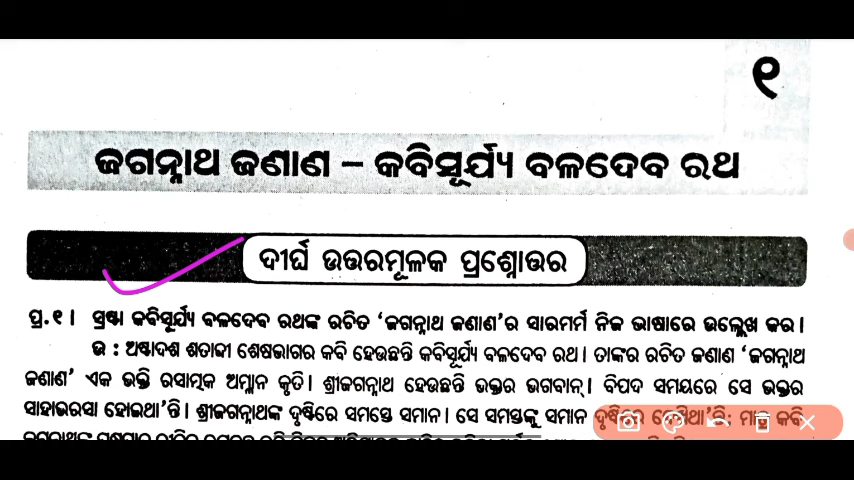 ୧
ଜଗନ୍ନାଥ ଜଣାଣ – କବିସୂର୍ଯ୍ୟ ବଳଦେବ ରଥ
ଦୀର୍ଘ ଉତ୍ତରମୂଳକ ପ୍ରଶ୍ନୋତ୍ତର
ପ୍ର.୧ । ସ୍ରଷ୍ଟା କବିସୂର୍ଯ୍ୟ ବଳଦେବ ରଥଙ୍କ ରଚିତ ‘ଜଗନ୍ନାଥ ଜଣାଣ’ର ସାରମର୍ମ ନିଜ ଭାଷାରେ ଉଲ୍ଲେଖ କର ।
ଉ : ଅଷ୍ଟାଦଶ ଶତାବ୍ଦୀ ଶେଷଭାଗର କବି ହେଉଛନ୍ତି କବିସୂର୍ଯ୍ୟ ବଳଦେବ ରଥ । ତାଙ୍କର ରଚିତ ଜଣାଣ ‘ଜଗନ୍ନାଥ
ଜଣାଣ’ ଏକ ଭକ୍ତି ରସାତ୍ମକ ଅମ୍ଳାନ କୃତି । ଶ୍ରୀଜଗନ୍ନାଥ ହେଉଛନ୍ତି ଭକ୍ତର ଭଗବାନ୍ । ବିପଦ ସମୟରେ ସେ ଭକ୍ତର
ସାହାଭରସା ହୋଇଥା’ନ୍ତି । ଶ୍ରୀଜଗନ୍ନାଥଙ୍କ ଦୃଷ୍ଟିରେ ସମସ୍ତେ ସମାନ । ସେ ସମସ୍ତଙ୍କୁ ସମାନ ଦୃଷ୍ଟିରେ ଦେଖିଥା’ନ୍ତି; ମାତ୍ର କବି